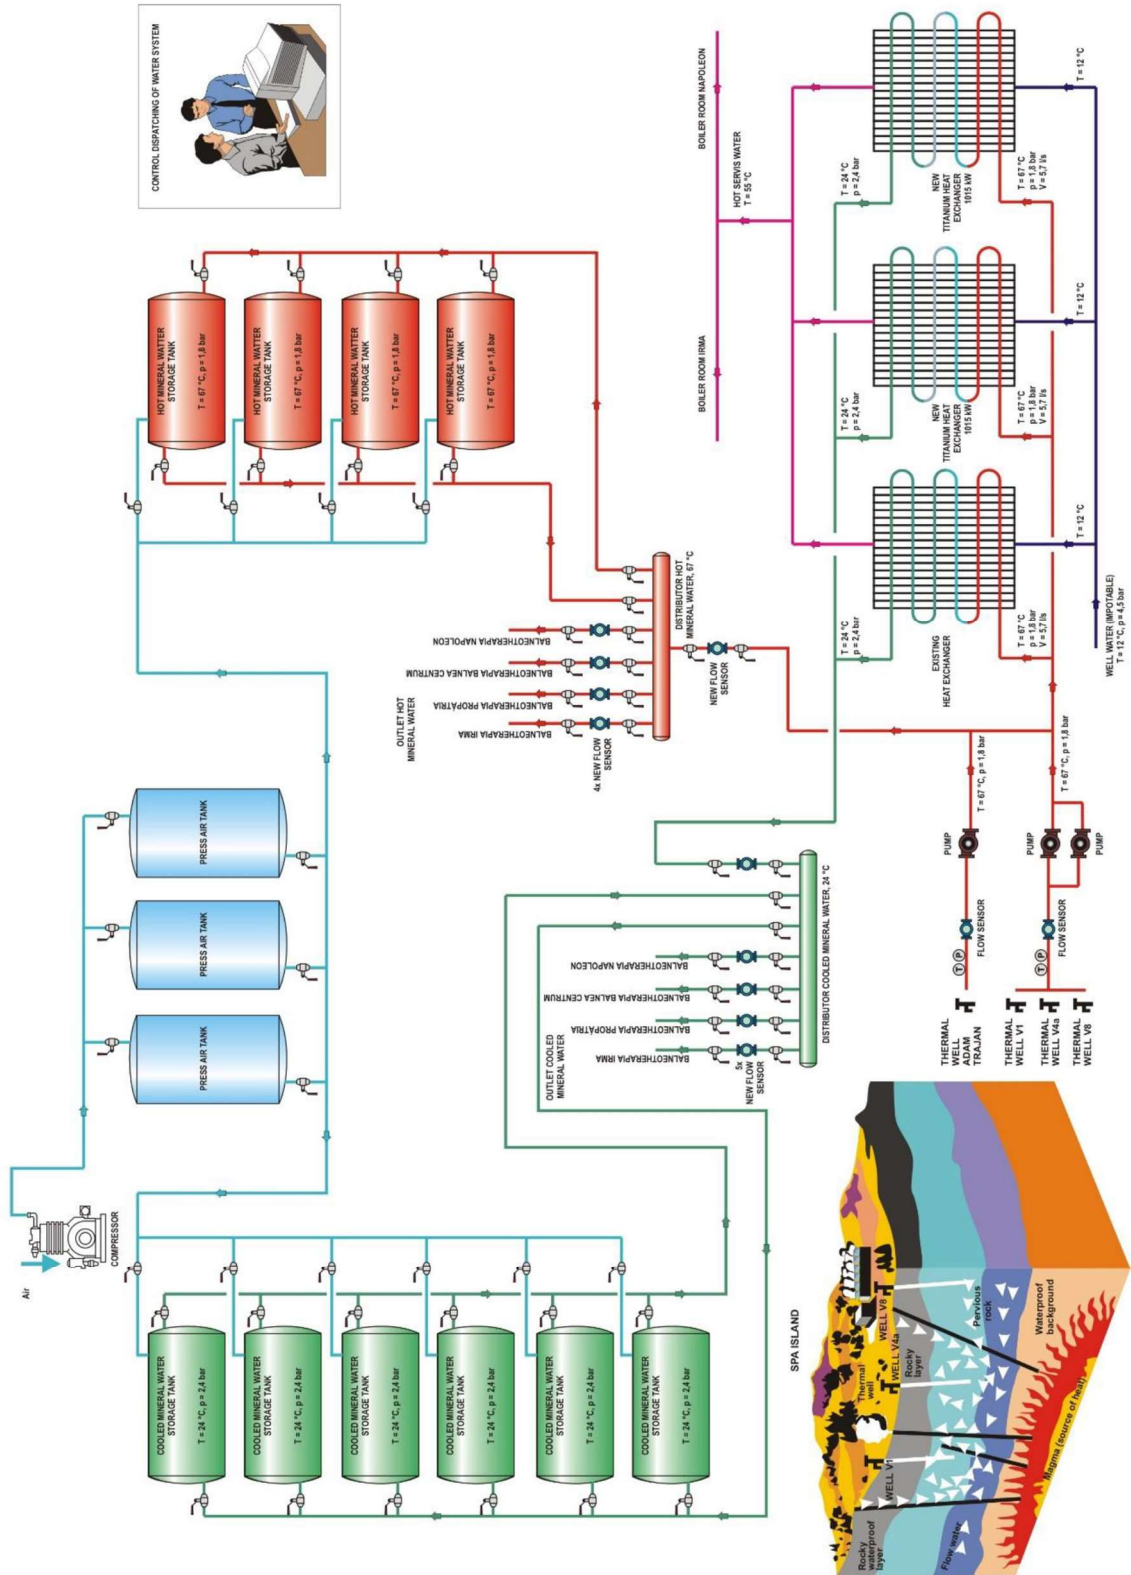 CONTROL DISPATCHING OF WATER SYSTEM
Air
COMPRESSOR
PRESS AIR TANK
PRESS AIR TANK
PRESS AIR TANK
HOT MINERAL WATTER
STORAGE TANK
T = 67 °C, p = 1,8 bar
HOT MINERAL WATTER
STORAGE TANK
T = 67 °C, p = 1,8 bar
HOT MINERAL WATTER
STORAGE TANK
T = 67 °C, p = 1,8 bar
HOT MINERAL WATTER
STORAGE TANK
T = 67 °C, p = 1,8 bar
COOLED MINERAL WATER
STORAGE TANK
T = 24 °C, p = 2,4 bar
COOLED MINERAL WATER
STORAGE TANK
T = 24 °C, p = 2,4 bar
COOLED MINERAL WATER
STORAGE TANK
T = 24 °C, p = 2,4 bar
COOLED MINERAL WATER
STORAGE TANK
T = 24 °C, p = 2,4 bar
COOLED MINERAL WATER
STORAGE TANK
T = 24 °C, p = 2,4 bar
COOLED MINERAL WATER
STORAGE TANK
T = 24 °C, p = 2,4 bar
OUTLET HOT
MINERAL WATER
BALNEOTHERAPIA IRMA
BALNEOTHERAPIA PROPÁTRIA
BALNEOTHERAPIA BALNEA CENTRUM
BALNEOTHERAPIA NAPOLEON
4x NEW FLOW
SENSOR
DISTRIBUTOR HOT
MINERAL WATER, 67 °C
NEW FLOW
SENSOR
OUTLET COOLED
MINERAL WATER
BALNEOTHERAPIA IRMA
BALNEOTHERAPIA PROPÁTRIA
BALNEOTHERAPIA BALNEA CENTRUM
BALNEOTHERAPIA NAPOLEON
5x
NEW FLOW
SENSOR
DISTRIBUTOR COOLED MINERAL WATER, 24 °C
BOILER ROOM IRMA
BOILER ROOM NAPOLEON
HOT SERVIS WATER
T = 55 °C
T = 24 °C
p = 2,4 bar
T = 24 °C
p = 2,4 bar
T = 24 °C
p = 2,4 bar
EXISTING
HEAT EXCHANGER
NEW
TITANIUM HEAT
EXCHANGER
1015 kW
NEW
TITANIUM HEAT
EXCHANGER
1015 kW
T = 67 °C
p = 1,8 bar
V = 5,7 l/s
T = 67 °C
p = 1,8 bar
V = 5,7 l/s
T = 67 °C
p = 1,8 bar
V = 5,7 l/s
T = 12 °C
T = 12 °C
T = 12 °C
WELL WATER (IMPOTABLE)
T = 12 °C, p = 4,5 bar
THERMAL
WELL
ADAM
TRAJAN
T P
FLOW SENSOR
PUMP
T = 67 °C, p = 1,8 bar
THERMAL
WELL V1
THERMAL
WELL V4a
THERMAL
WELL V8
T P
FLOW SENSOR
PUMP
PUMP
T = 67 °C, p = 1,8 bar
SPA ISLAND
WELL V1
Thermal
well
WELL V4a
WELL V8
Rocky
layer
Rocky
waterproof
layer
Pervious
rock
Flow water
Waterproof
background
Magma (source of heat)